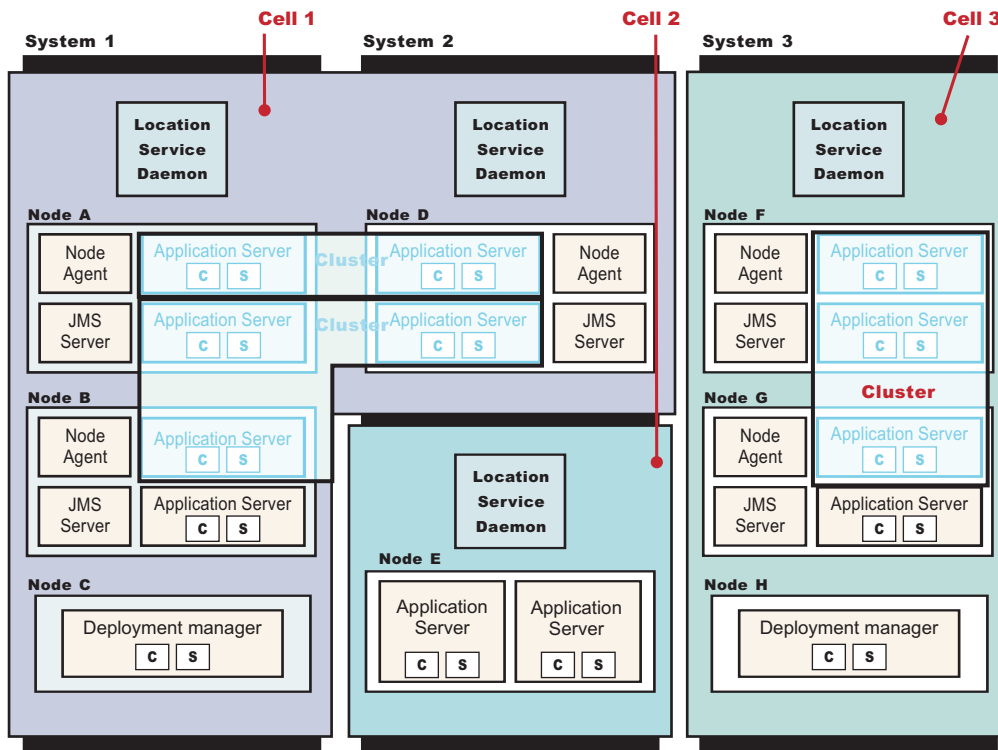 Cell 1
Cell 2
Cell 3
System 1
System 2
System 3
Location
Service
Daemon
Location
Service
Daemon
Location
Service
Daemon
Node A
Node
Agent
Application Server
C S
JMS
Server
Application Server
C S
Cluster
Cluster
Node D
Application Server
C S
Node
Agent
Application Server
C S
JMS
Server
Node B
Node
Agent
Application Server
C S
JMS
Server
Application Server
C S
Node C
Deployment manager
C S
Location
Service
Daemon
Node E
Application
Server
C S
Application
Server
C S
Node F
Node
Agent
Application Server
C S
JMS
Server
Application Server
C S
Cluster
Node G
Node
Agent
Application Server
C S
JMS
Server
Application Server
C S
Node H
Deployment manager
C S